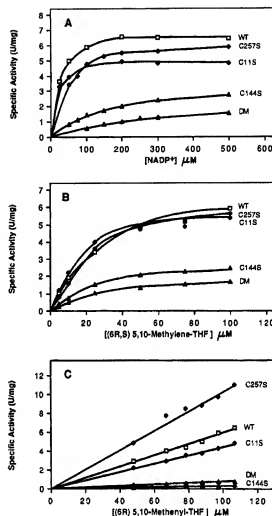 A
Specific Activity (U/mg)
8
7
6
5
4
3
2
1
0
0 100 200 300 400 500 600
[NADP+] µM
WT
C257S
C11S
C144S
DM
B
Specific Activity (U/mg)
7
6
5
4
3
2
1
0
0 20 40 60 80 100 120
[(6R,S) 5,10-Methylene-THF] µM
WT
C257S
C11S
C144S
DM
C
Specific Activity (U/mg)
12
10
8
6
4
2
0
0 20 40 60 80 100 120
[(6R) 5,10-Methenyl-THF] µM
C257S
WT
C11S
DM
C144S